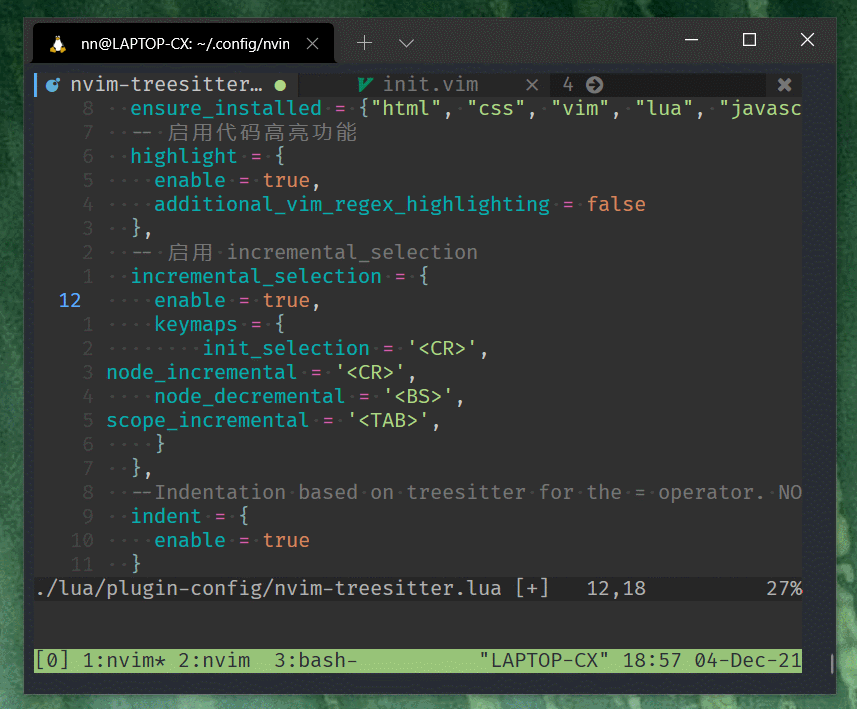 nn@LAPTOP-CX: ~/.config/nvim
nvim-treesitter… init.vim 4
8 ensure_installed = {"html", "css", "vim", "lua", "javasc
7 -- 启用代码高亮功能
6 highlight = {
5 ····enable = true,
4 ····additional_vim_regex_highlighting = false
3 ··},
2 ··--·启用·incremental_selection
1 incremental_selection = {
12 ····enable = true,
1 ····keymaps = {
2 ········init_selection = '<CR>',
3 node_incremental = '<CR>',
4 ····node_decremental = '<BS>',
5 scope_incremental = '<TAB>',
6 ····}
7 ··},
8 ··--Indentation·based·on·treesitter·for·the·=·operator.·NO
9 ··indent = {
10 ····enable = true
11 ··}
./lua/plugin-config/nvim-treesitter.lua [+] 12,18 27%
[0] 1:nvim* 2:nvim 3:bash- "LAPTOP-CX" 18:57 04-Dec-21